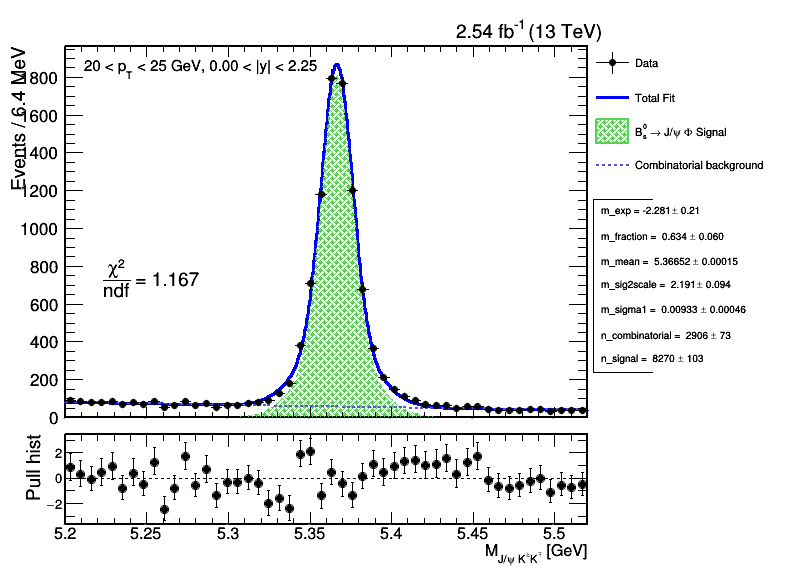 2.54 fb⁻¹ (13 TeV)
20 < p_T < 25 GeV, 0.00 < |y| < 2.25
Events / 6.4 MeV
1800
1600
1400
1200
1000
800
600
400
200
0
χ²/ndf = 1.167
Data
Total Fit
B⁰_s → J/ψ Φ Signal
Combinatorial background
m_exp = -2.281 ± 0.21
m_fraction = 0.634 ± 0.060
m_mean = 5.36652 ± 0.00015
m_sig2scale = 2.191 ± 0.094
m_sigma1 = 0.00933 ± 0.00046
n_combinatorial = 2906 ± 73
n_signal = 8270 ± 103
Pull hist
2
0
−2
5.2 5.25 5.3 5.35 5.4 5.45 5.5
M_J/ψ K^±K^∓ [GeV]